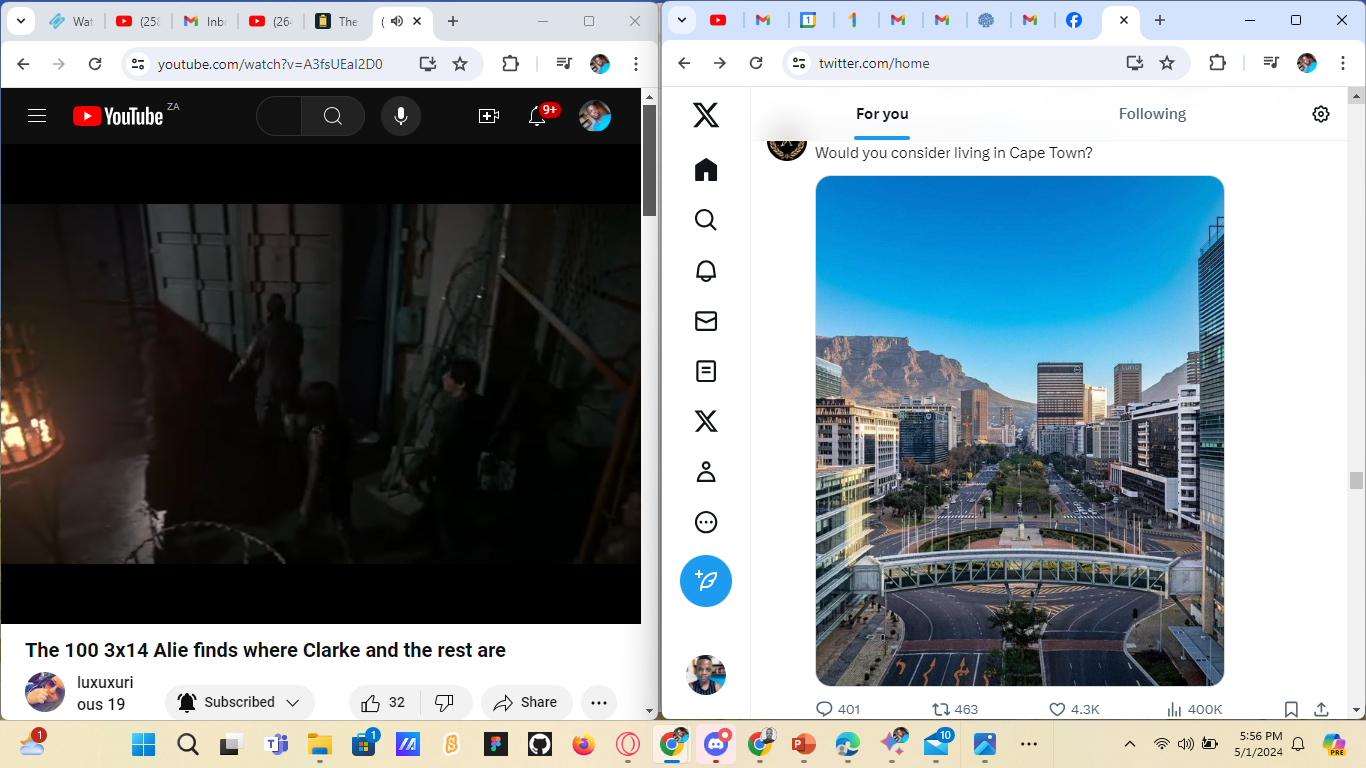 Wat
(258
Inb
(26
The
(
youtube.com/watch?v=A3fsUEaI2D0
YouTube ZA
9+
The 100 3x14 Alie finds where Clarke and the rest are
luxuxuri
ous 19
Subscribed
32
Share
twitter.com/home
For you
Following
Would you consider living in Cape Town?
401
463
4.3K
400K
1
1
10
PRE
5:56 PM
5/1/2024